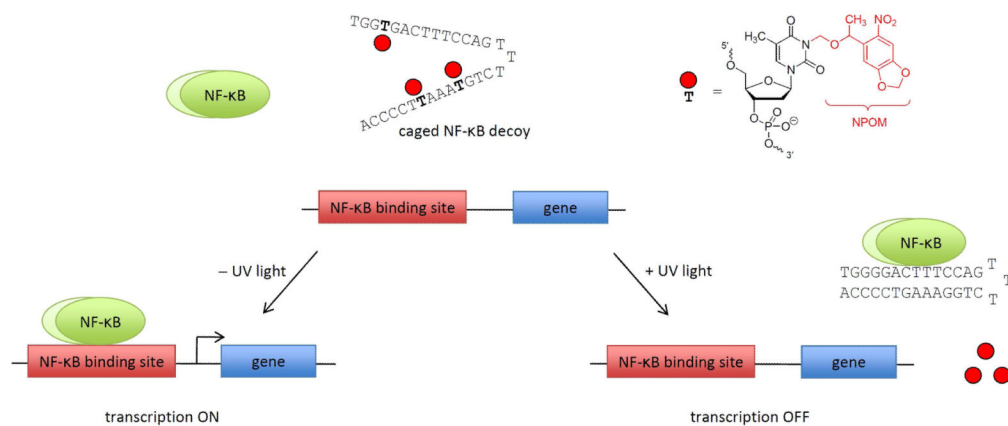 TGGTGACTTTCCAG
T
T
T
caged NF-κB decoy
NF-κB
T
=
5'
H₃C
O
N
N
O
O
O
O
P
O
O⊖
O
3'
O
CH₃
NO₂
O
O
NPOM
NF-κB binding site
gene
− UV light
+ UV light
NF-κB
TGGGGACTTTCCAG
ACCCCTGAAAGGTC
T
T
T
NF-κB
NF-κB binding site
gene
NF-κB binding site
gene
transcription ON
transcription OFF